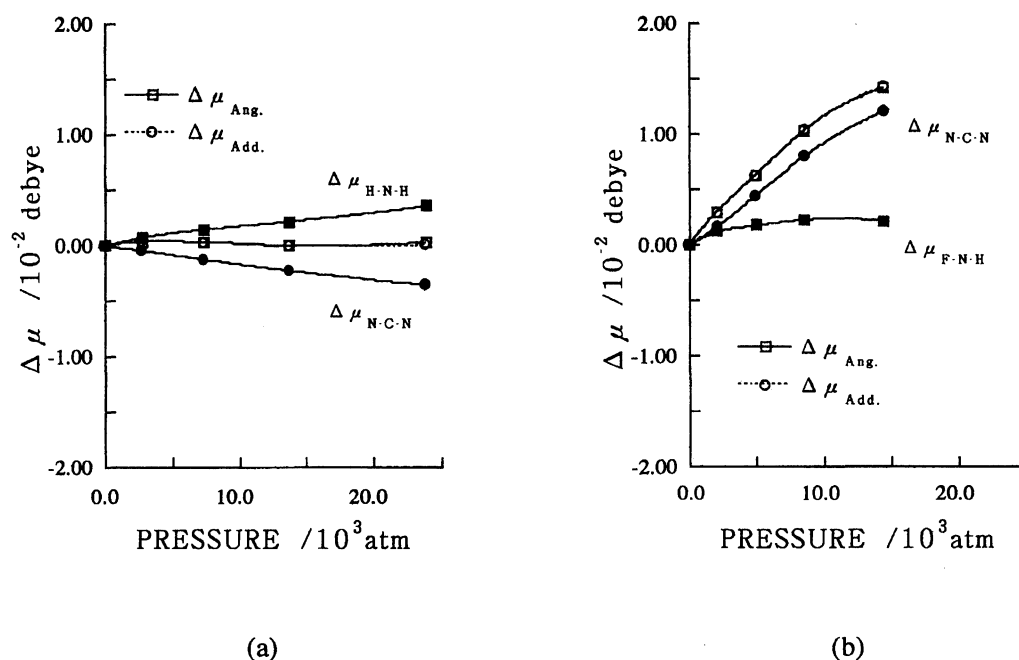 2.00
Δ μ Ang.
Δ μ Add.
1.00
Δ μ H·N·H
0.00
Δ μ N·C·N
-1.00
-2.00
Δ μ /10⁻² debye
0.0 10.0 20.0
PRESSURE /10³atm
(a)
2.00
1.00
Δ μ N·C·N
0.00
Δ μ F·N·H
-1.00
Δ μ Ang.
Δ μ Add.
-2.00
Δ μ /10⁻² debye
0.0 10.0 20.0
PRESSURE /10³atm
(b)